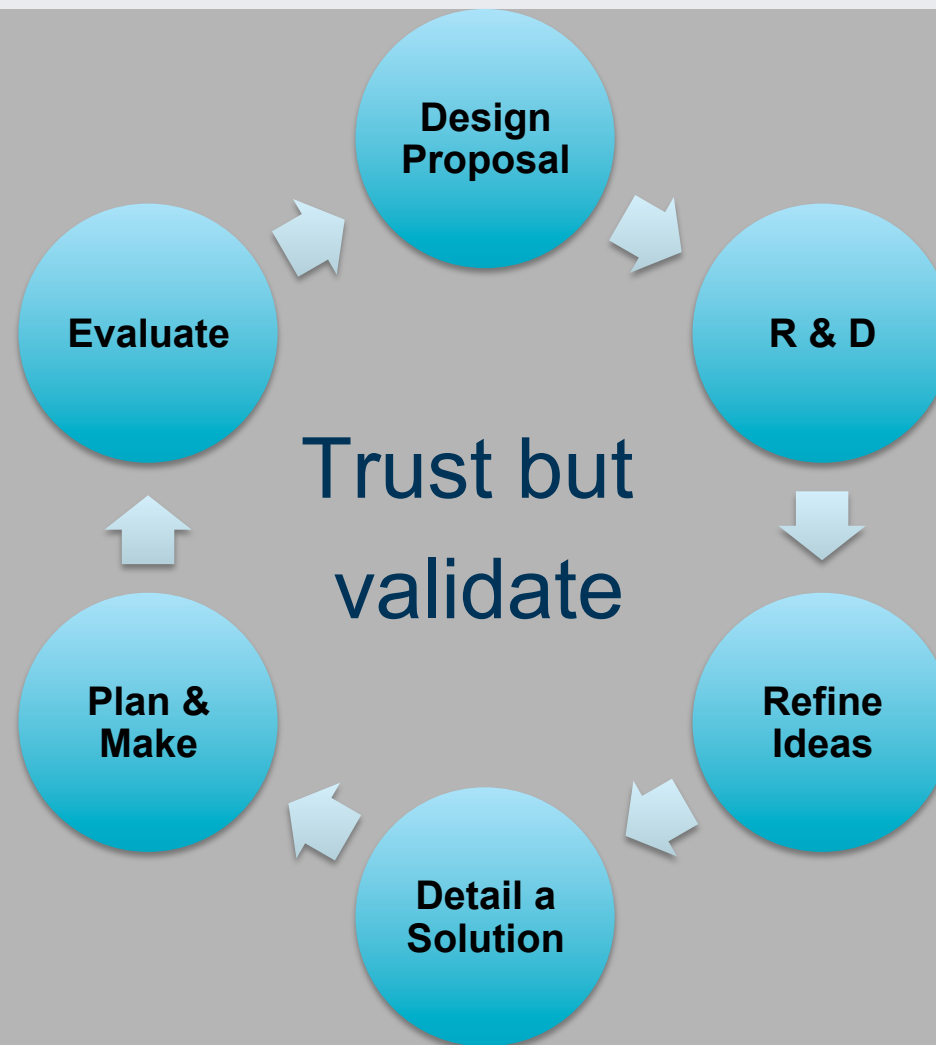 Design
Proposal
R & D
Refine
Ideas
Detail a
Solution
Plan &
Make
Evaluate
Trust but
validate